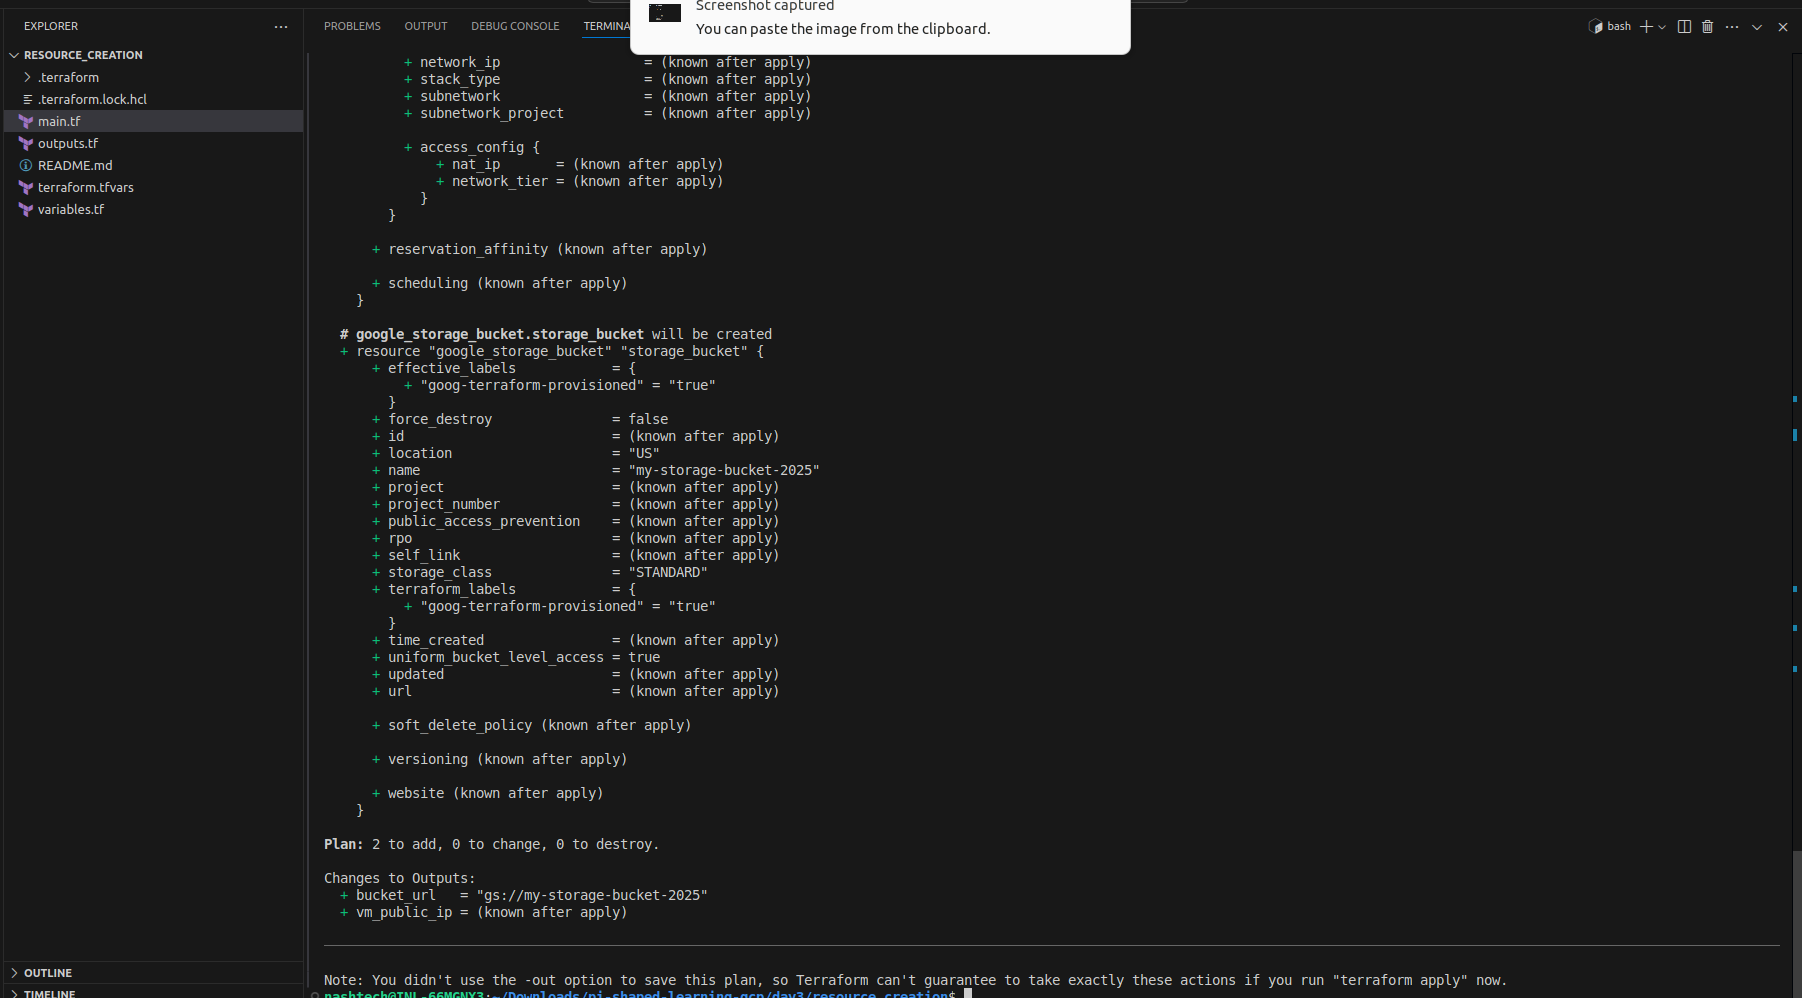 Screenshot captured
You can paste the image from the clipboard.
EXPLORER
RESOURCE_CREATION
.terraform
.terraform.lock.hcl
main.tf
outputs.tf
README.md
terraform.tfvars
variables.tf
OUTLINE
TIMELINE
PROBLEMS OUTPUT DEBUG CONSOLE TERMINA
bash
+ network_ip = (known after apply)
+ stack_type = (known after apply)
+ subnetwork = (known after apply)
+ subnetwork_project = (known after apply)
+ access_config {
+ nat_ip = (known after apply)
+ network_tier = (known after apply)
}
}
+ reservation_affinity (known after apply)
+ scheduling (known after apply)
}
# google_storage_bucket.storage_bucket will be created
+ resource "google_storage_bucket" "storage_bucket" {
+ effective_labels = {
+ "goog-terraform-provisioned" = "true"
}
+ force_destroy = false
+ id = (known after apply)
+ location = "US"
+ name = "my-storage-bucket-2025"
+ project = (known after apply)
+ project_number = (known after apply)
+ public_access_prevention = (known after apply)
+ rpo = (known after apply)
+ self_link = (known after apply)
+ storage_class = "STANDARD"
+ terraform_labels = {
+ "goog-terraform-provisioned" = "true"
}
+ time_created = (known after apply)
+ uniform_bucket_level_access = true
+ updated = (known after apply)
+ url = (known after apply)
+ soft_delete_policy (known after apply)
+ versioning (known after apply)
+ website (known after apply)
}
Plan: 2 to add, 0 to change, 0 to destroy.
Changes to Outputs:
+ bucket_url = "gs://my-storage-bucket-2025"
+ vm_public_ip = (known after apply)
Note: You didn't use the -out option to save this plan, so Terraform can't guarantee to take exactly these actions if you run "terraform apply" now.
nashtech@INL-66MGNY3:~/Downloads/pi-shaped-learning-gcp/day3/resource_creation$